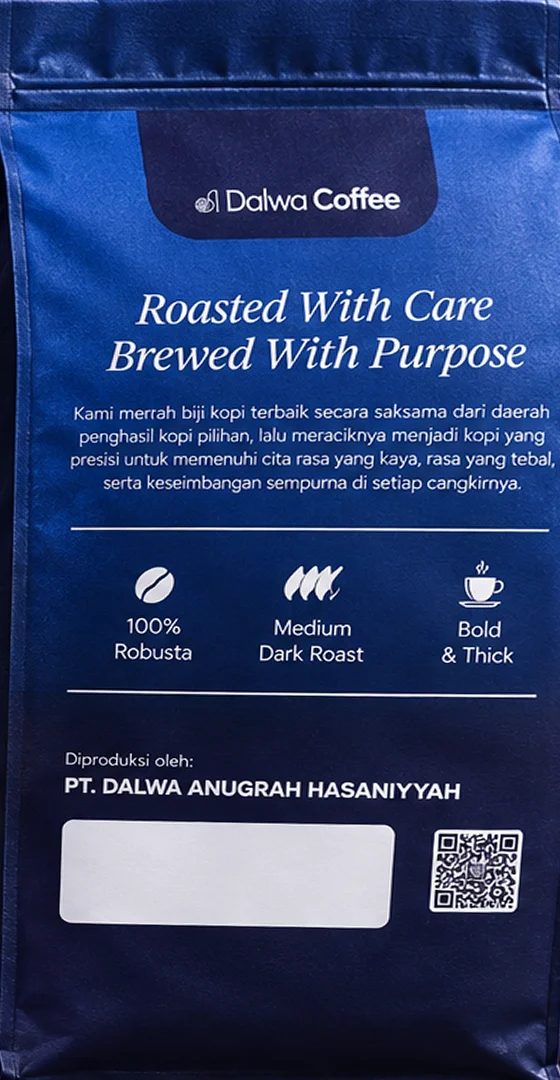 Dalwa Coffee
Roasted With Care
Brewed With Purpose
Kami merrah biji kopi terbaik secara saksama dari daerah
penghasil kopi pilihan, lalu meraciknya menjadi kopi yang
presisi untuk memenuhi cita rasa yang kaya, rasa yang tebal,
serta keseimbangan sempurna di setiap cangkirnya.
100%
Robusta
Medium
Dark Roast
Bold
& Thick
Diproduksi oleh:
PT. DALWA ANUGRAH HASANIYYAH